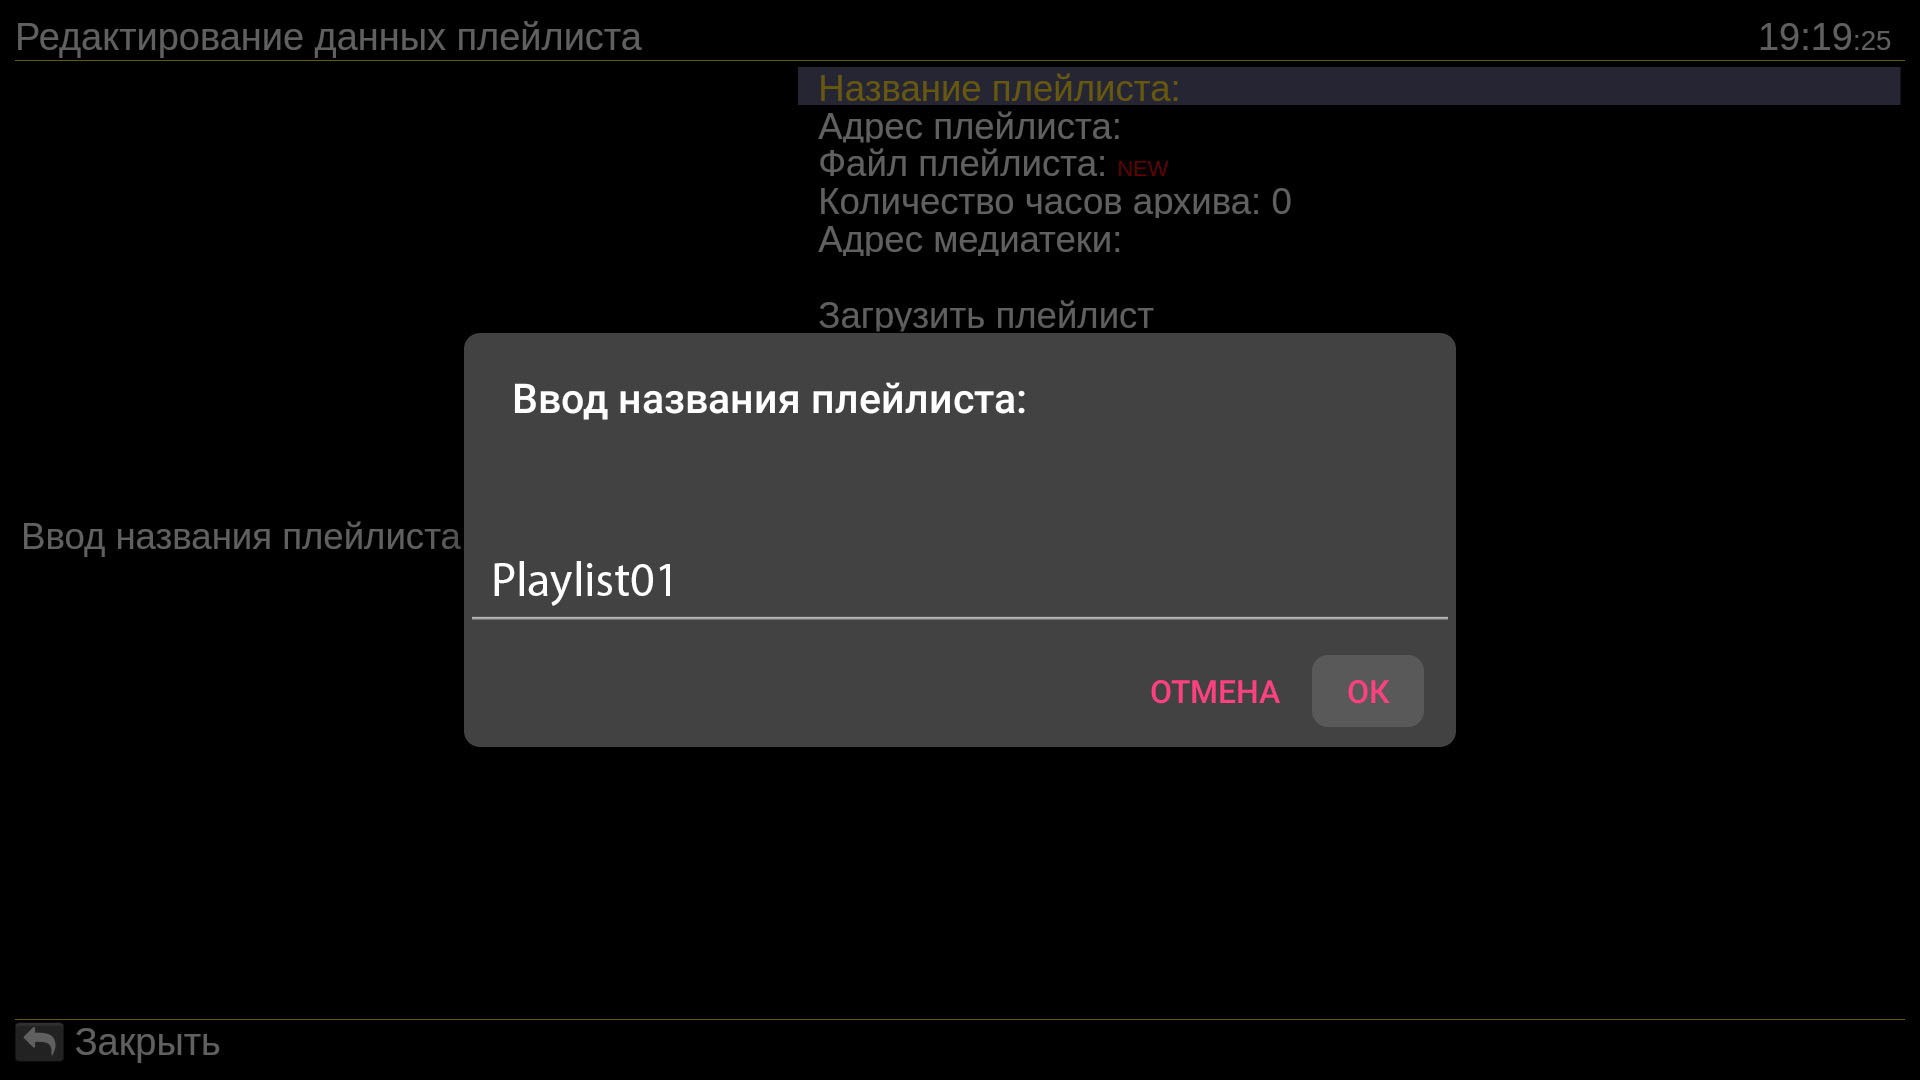 Редактирование данных плейлиста
19:19:25
Название плейлиста:
Адрес плейлиста:
Файл плейлиста: NEW
Количество часов архива: 0
Адрес медиатеки:
Загрузить плейлист
Ввод названия плейлиста
Ввод названия плейлиста:
Playlist01
ОТМЕНА
ОК
Закрыть